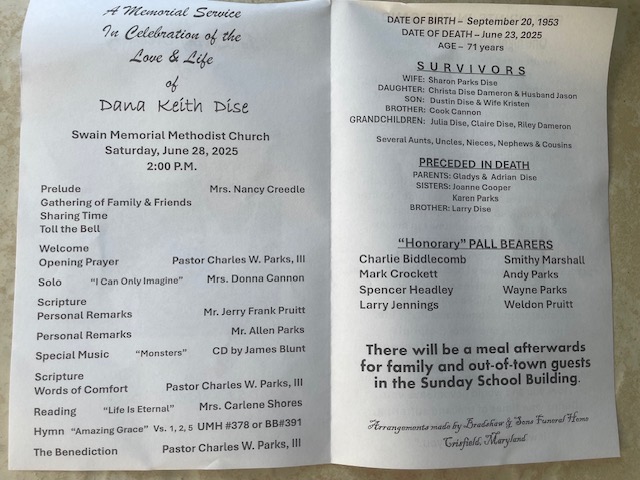 A Memorial Service
In Celebration of the
Love & Life
of
Dana Keith Dise
Swain Memorial Methodist Church
Saturday, June 28, 2025
2:00 P.M.
Prelude Mrs. Nancy Creedle
Gathering of Family & Friends
Sharing Time
Toll the Bell
Welcome
Opening Prayer Pastor Charles W. Parks, III
Solo "I Can Only Imagine" Mrs. Donna Gannon
Scripture
Personal Remarks Mr. Jerry Frank Pruitt
Personal Remarks Mr. Allen Parks
Special Music "Monsters" CD by James Blunt
Scripture
Words of Comfort Pastor Charles W. Parks, III
Reading "Life Is Eternal" Mrs. Carlene Shores
Hymn "Amazing Grace" Vs. 1, 2, 5 UMH #378 or BB#391
The Benediction Pastor Charles W. Parks, III
DATE OF BIRTH – September 20, 1953
DATE OF DEATH – June 23, 2025
AGE – 71 years
SURVIVORS
WIFE: Sharon Parks Dise
DAUGHTER: Christa Dise Dameron & Husband Jason
SON: Dustin Dise & Wife Kristen
BROTHER: Cook Cannon
GRANDCHILDREN: Julia Dise, Claire Dise, Riley Dameron
Several Aunts, Uncles, Nieces, Nephews & Cousins
PRECEDED IN DEATH
PARENTS: Gladys & Adrian Dise
SISTERS: Joanne Cooper
Karen Parks
BROTHER: Larry Dise
"Honorary" PALL BEARERS
Charlie Biddlecomb Smithy Marshall
Mark Crockett Andy Parks
Spencer Headley Wayne Parks
Larry Jennings Weldon Pruitt
There will be a meal afterwards
for family and out-of-town guests
in the Sunday School Building.
Arrangements made by Bradshaw & Sons Funeral Home
Crisfield, Maryland